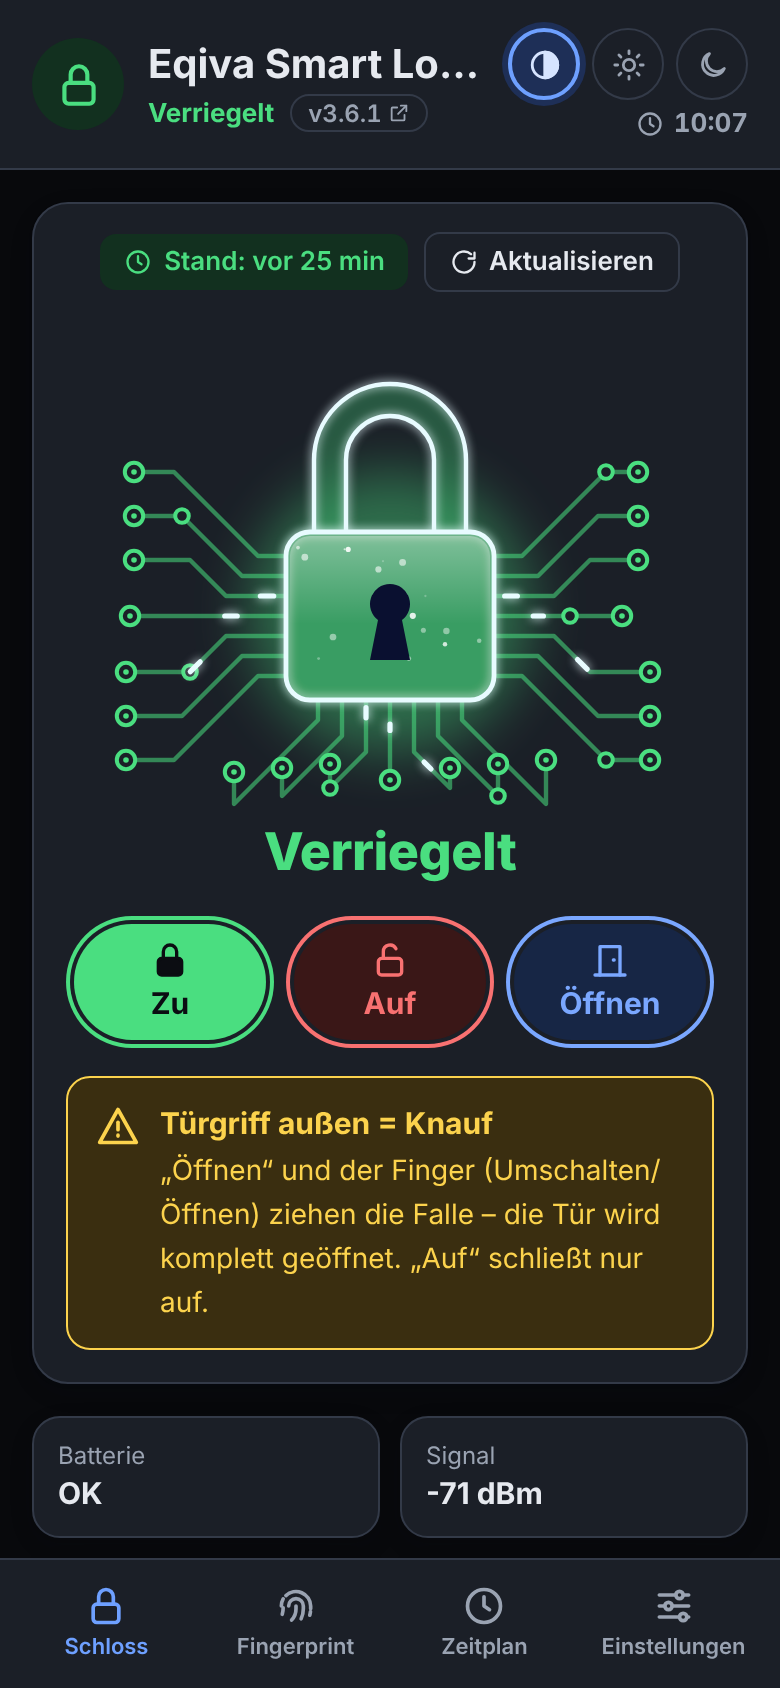 Eqiva Smart Lo...
Verriegelt
v3.6.1
10:07
Stand: vor 25 min
Aktualisieren
Verriegelt
Zu
Auf
Öffnen
Türgriff außen = Knauf
„Öffnen“ und der Finger (Umschalten/
Öffnen) ziehen die Falle – die Tür wird
komplett geöffnet. „Auf“ schließt nur
auf.
Batterie
OK
Signal
-71 dBm
Schloss
Fingerprint
Zeitplan
Einstellungen